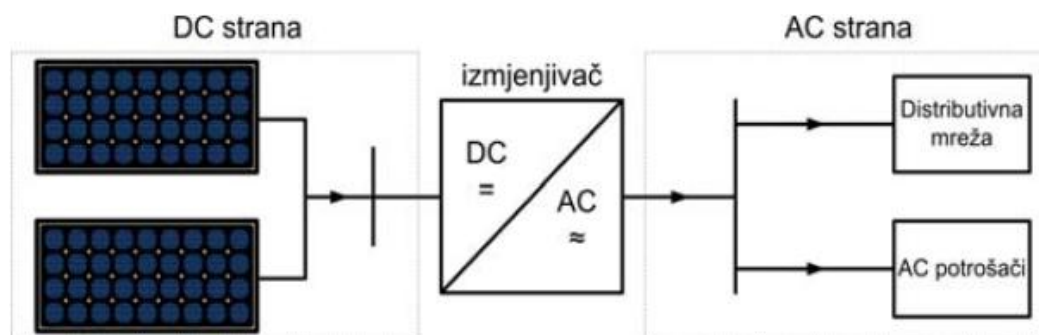 DC strana
AC strana
izmjenjivač
DC
=
AC
≈
Distributivna
mreža
AC potrošači